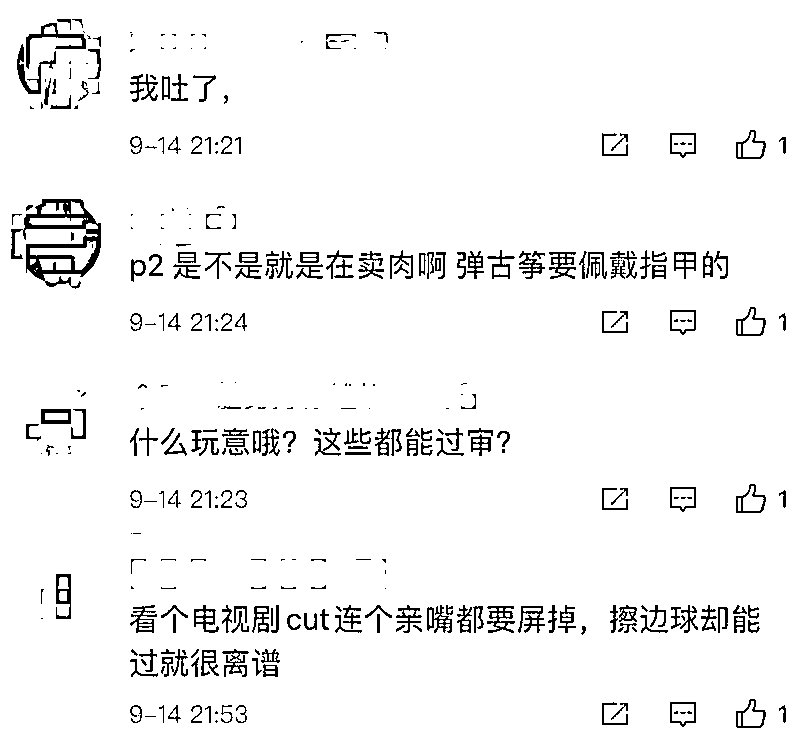 我吐了，
9-14 21:21
1
p2 是不是就是在卖肉啊 弹古筝要佩戴指甲的
9-14 21:24
1
什么玩意哦？这些都能过审？
9-14 21:23
1
看个电视剧cut连个亲嘴都要屏掉，擦边球却能
过就很离谱
9-14 21:53
1